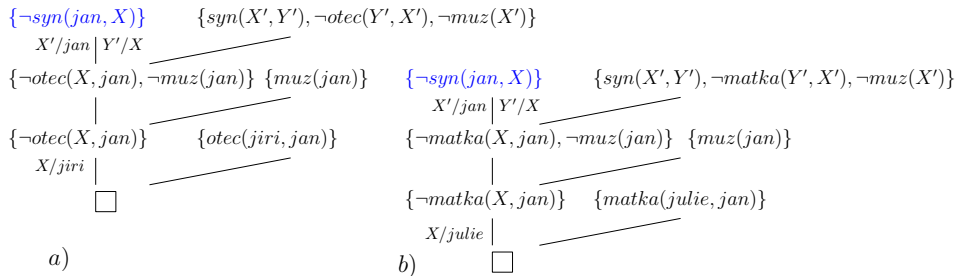 {¬syn(jan, X)} {syn(X′, Y′), ¬otec(Y′, X′), ¬muz(X′)}
X′/jan Y′/X
{¬otec(X, jan), ¬muz(jan)} {muz(jan)}
{¬otec(X, jan)} {otec(jiri, jan)}
X/jiri
a)
{¬syn(jan, X)} {syn(X′, Y′), ¬matka(Y′, X′), ¬muz(X′)}
X′/jan Y′/X
{¬matka(X, jan), ¬muz(jan)} {muz(jan)}
{¬matka(X, jan)} {matka(julie, jan)}
X/julie
b)